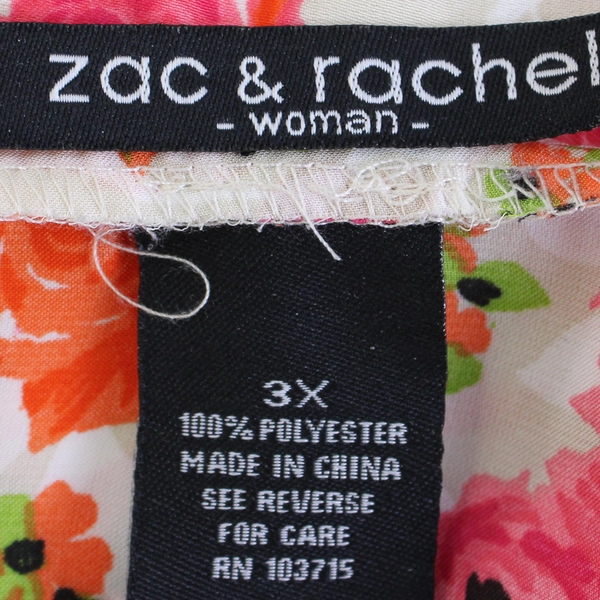 zac & rachel
- woman -
3X
100% POLYESTER
MADE IN CHINA
SEE REVERSE
FOR CARE
RN 103715